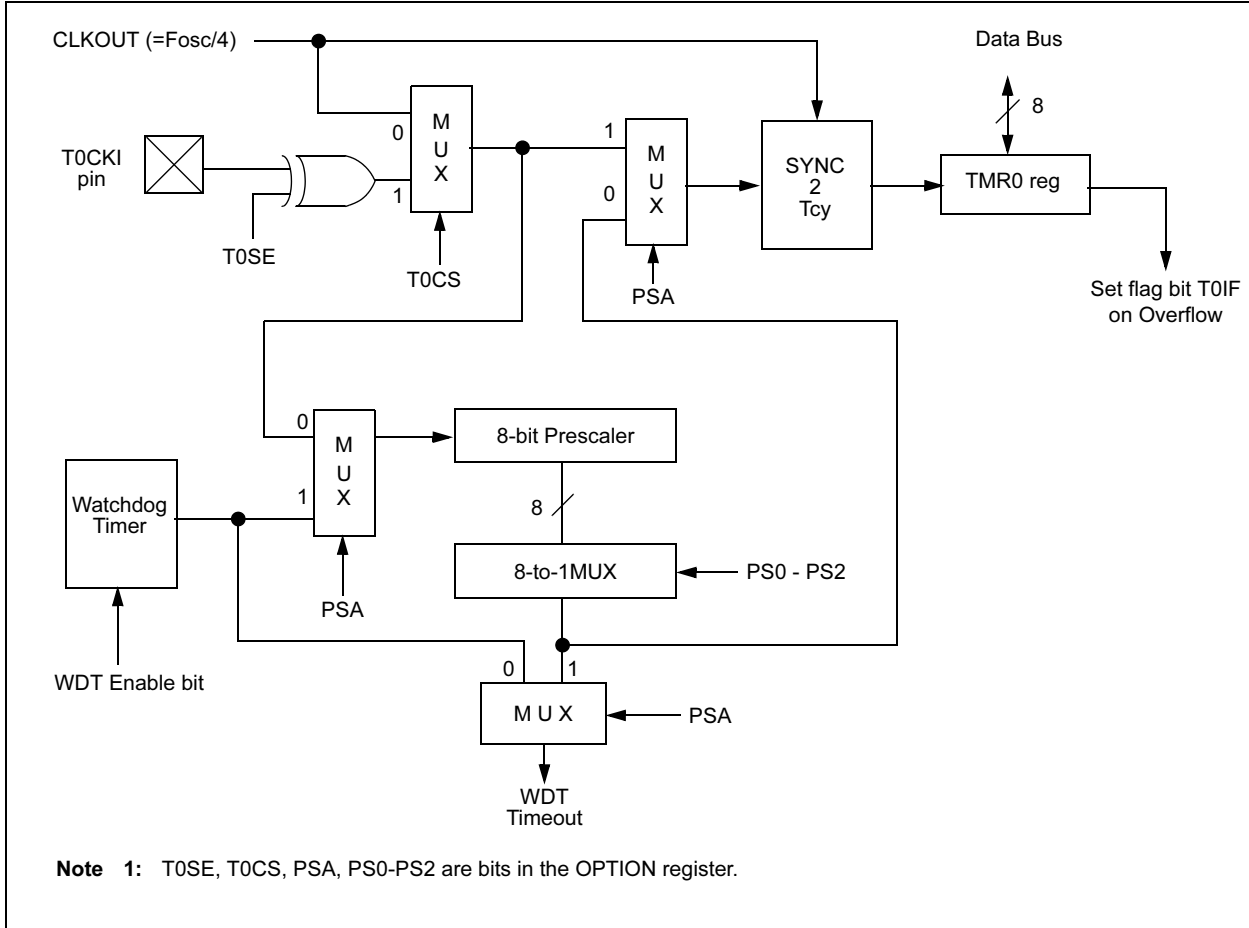 CLKOUT (=Fosc/4)
Data Bus
8
M
U
X
0
1
T0CKI
pin
T0SE
T0CS
1
0
M
U
X
PSA
SYNC
2
Tcy
TMR0 reg
Set flag bit T0IF
on Overflow
0
1
M
U
X
8-bit Prescaler
Watchdog
Timer
8
8-to-1MUX
PS0 - PS2
PSA
WDT Enable bit
0
1
M U X
PSA
WDT
Timeout
Note 1: T0SE, T0CS, PSA, PS0-PS2 are bits in the OPTION register.